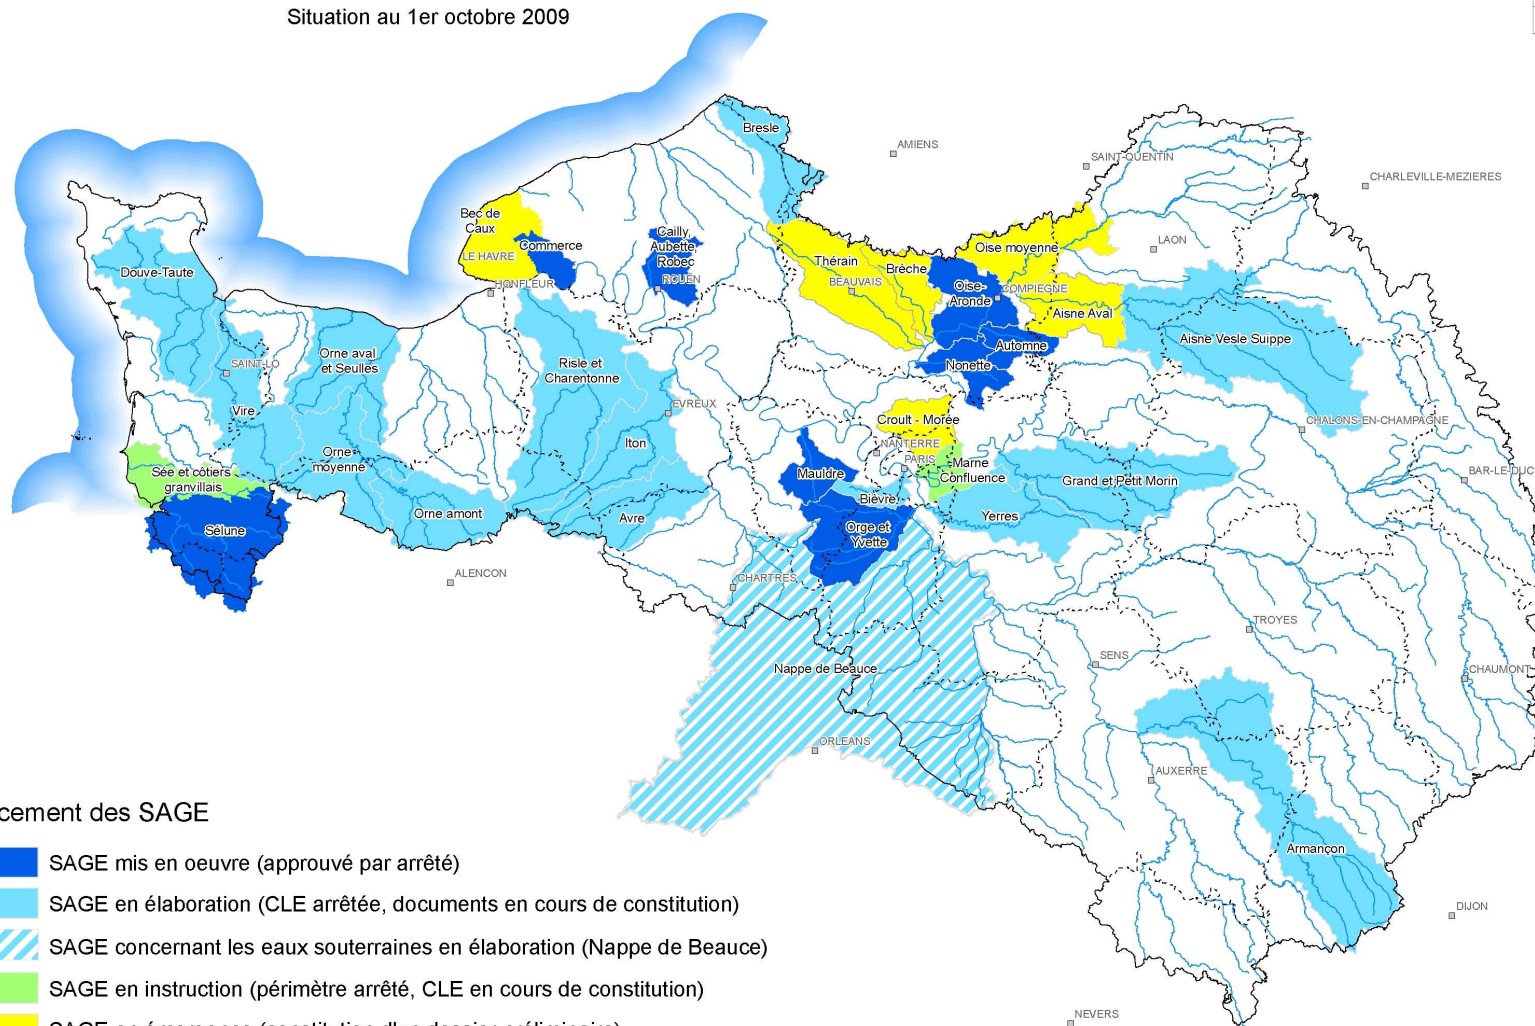 Situation au 1er octobre 2009
Bresle
AMIENS
SAINT-QUENTIN
CHARLEVILLE-MEZIERES
Bec de
Caux
LE HAVRE
Commerce
HONFLEUR
Cailly,
Aubette,
Robec
ROUEN
Oise moyenne
LAON
Thérain
BEAUVAIS
Brèche
Oise-
Aronde
COMPIEGNE
Aisne Aval
Douve-Taute
Automne
Nonette
Aisne Vesle Suippe
SAINT-LO
Orne aval
et Seulles
Risle et
Charentonne
EVREUX
Vire
Croult - Morée
NANTERRE
PARIS
CHALONS-EN-CHAMPAGNE
Iton
Orne
moyenne
Sée et côtiers
granvillais
Marne
Confluence
Mauldre
Bièvre
Grand et Petit Morin
BAR-LE-DUC
Sélune
Orne amont
Avre
Orge et
Yvette
Yerres
ALENCON
CHARTRES
TROYES
SENS
Nappe de Beauce
CHAUMONT
ORLEANS
AUXERRE
Armançon
DIJON
NEVERS
cement des SAGE
SAGE mis en oeuvre (approuvé par arrêté)
SAGE en élaboration (CLE arrêtée, documents en cours de constitution)
SAGE concernant les eaux souterraines en élaboration (Nappe de Beauce)
SAGE en instruction (périmètre arrêté, CLE en cours de constitution)
SAGE en émergence (constitution d'un dossier préliminaire)